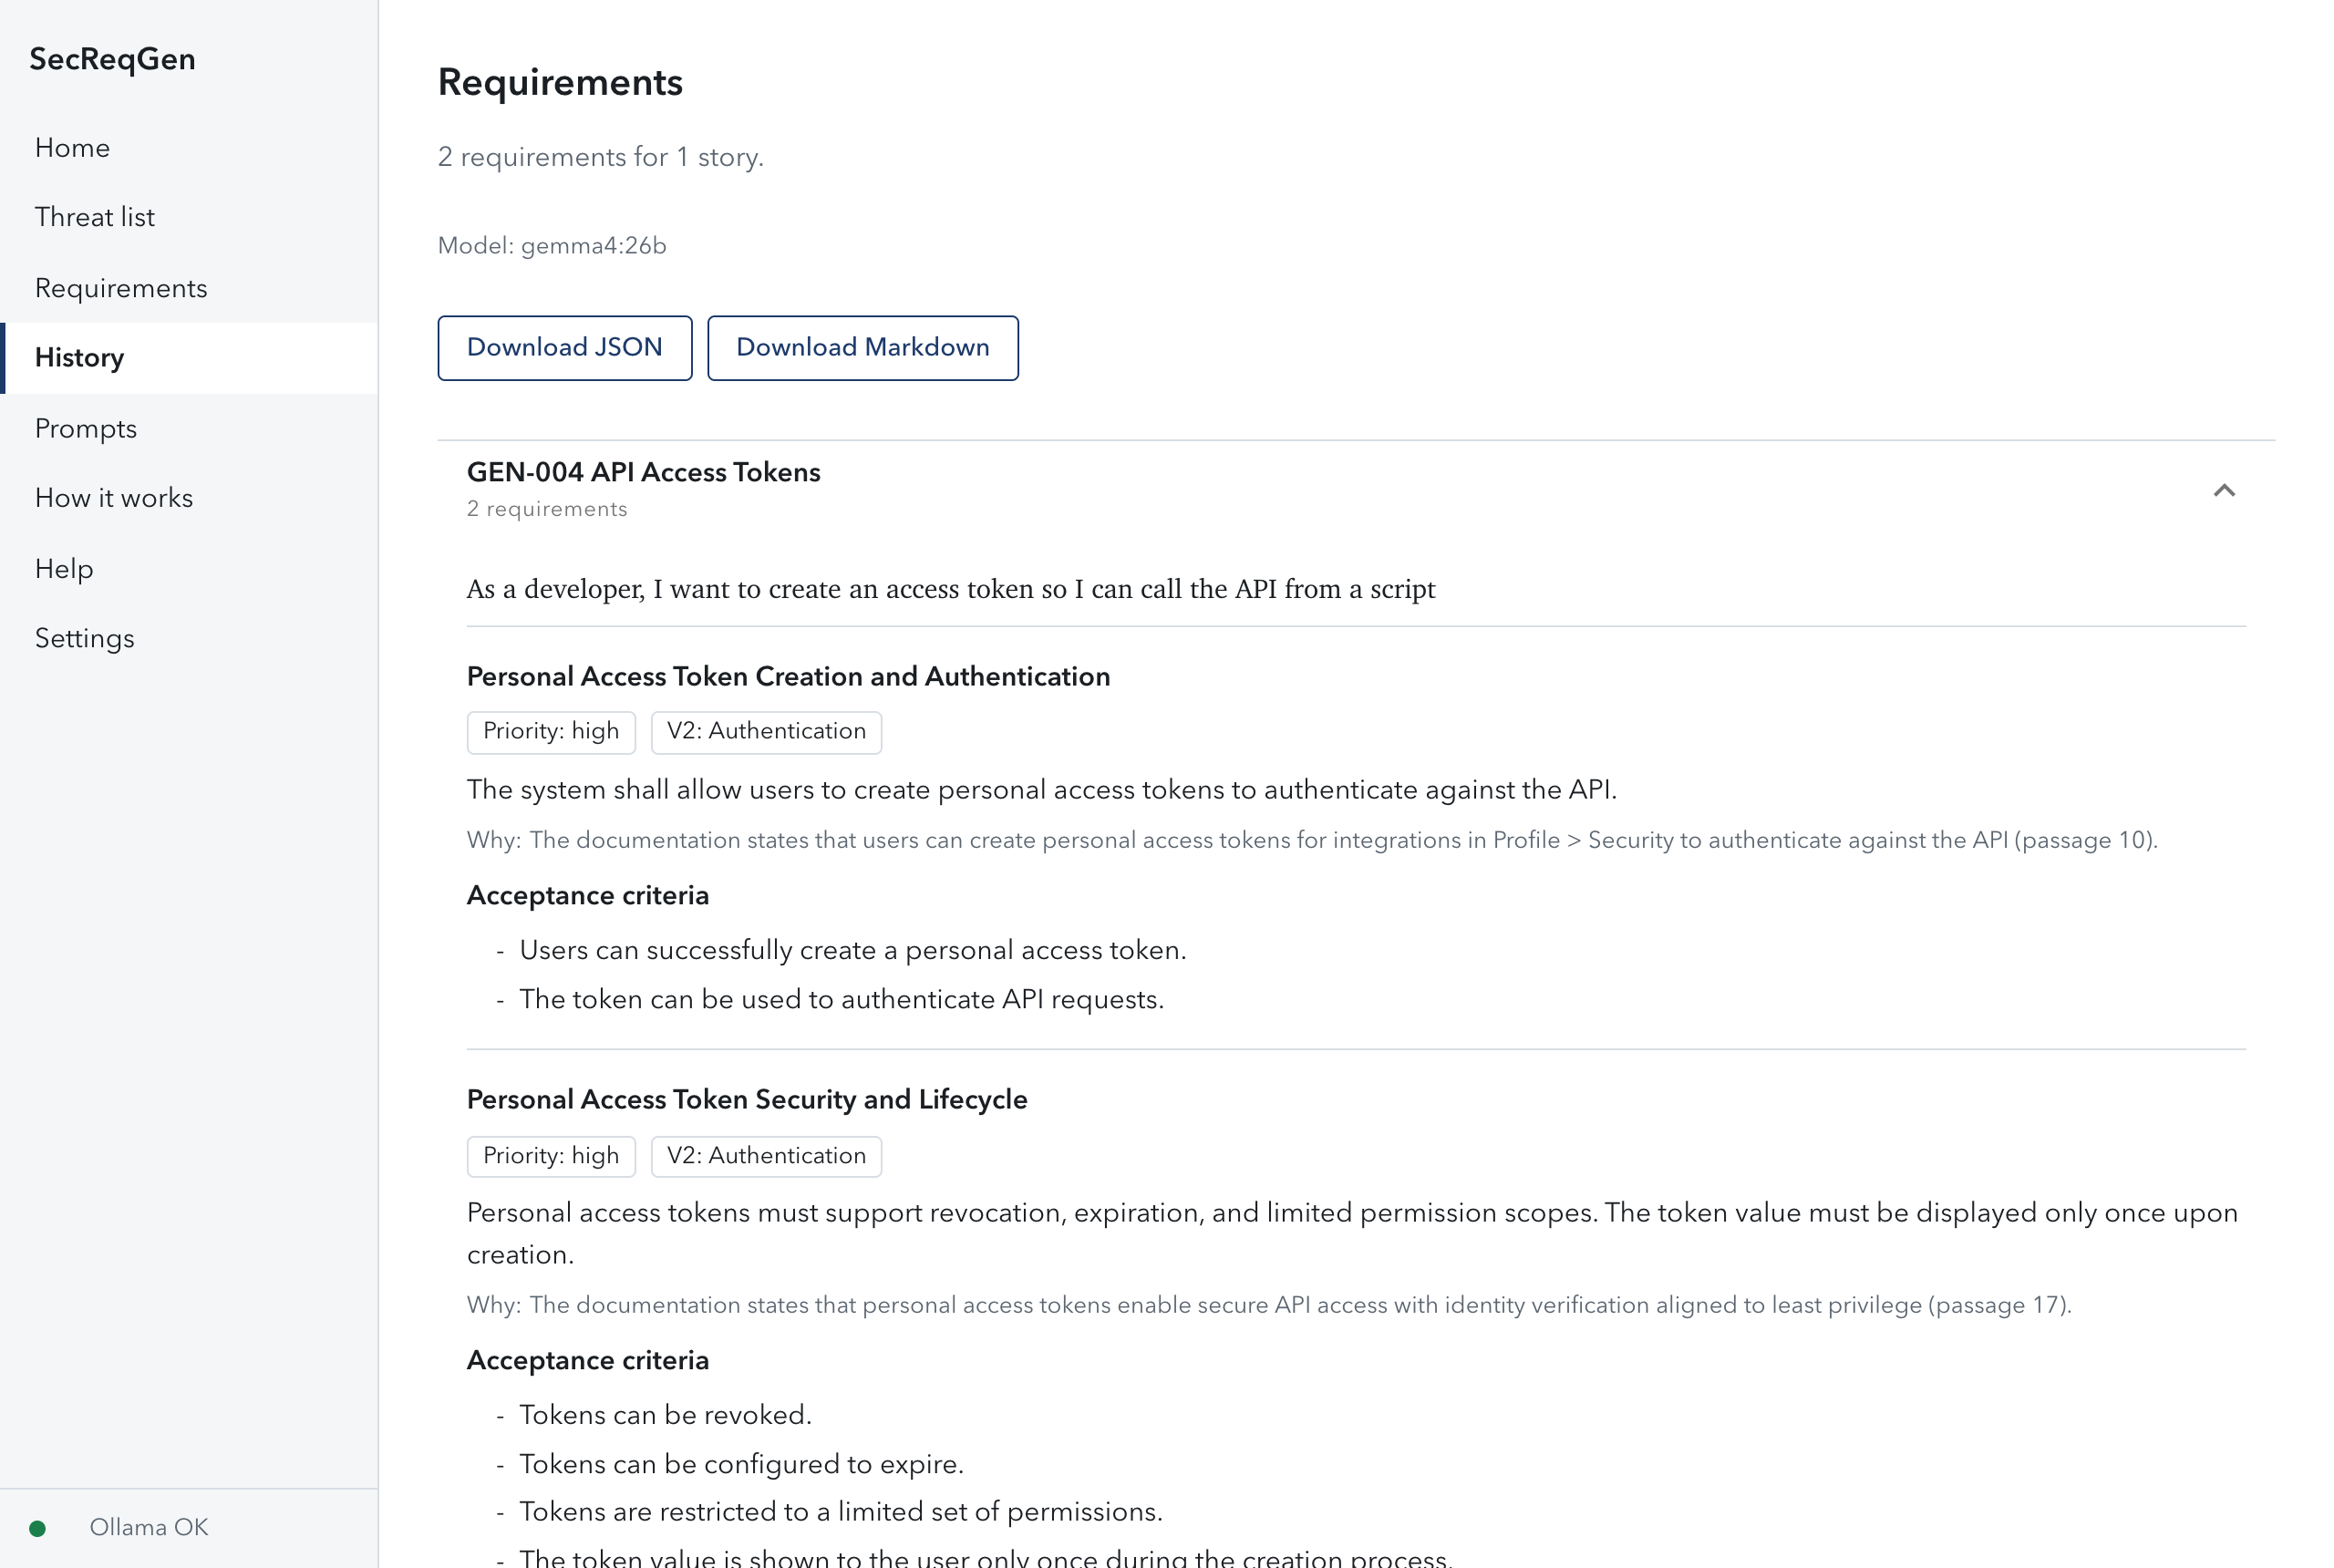 SecReqGen
Home
Threat list
Requirements
History
Prompts
How it works
Help
Settings
Ollama OK
Requirements
2 requirements for 1 story.
Model: gemma4:26b
Download JSON
Download Markdown
GEN-004 API Access Tokens
2 requirements
As a developer, I want to create an access token so I can call the API from a script
Personal Access Token Creation and Authentication
Priority: high
V2: Authentication
The system shall allow users to create personal access tokens to authenticate against the API.
Why: The documentation states that users can create personal access tokens for integrations in Profile > Security to authenticate against the API (passage 10).
Acceptance criteria
- Users can successfully create a personal access token.
- The token can be used to authenticate API requests.
Personal Access Token Security and Lifecycle
Priority: high
V2: Authentication
Personal access tokens must support revocation, expiration, and limited permission scopes. The token value must be displayed only once upon
creation.
Why: The documentation states that personal access tokens enable secure API access with identity verification aligned to least privilege (passage 17).
Acceptance criteria
- Tokens can be revoked.
- Tokens can be configured to expire.
- Tokens are restricted to a limited set of permissions.
- The token value is shown to the user only once during the creation process.